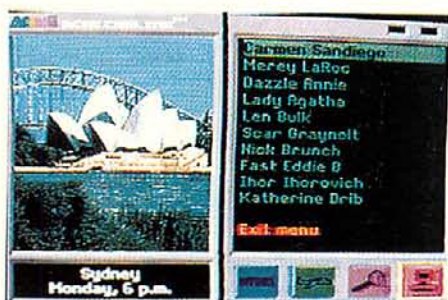 Sydney
Monday, 6 p.m.
Carmen Sandiego
Merey LaRoc
Dazzle Annie
Lady Agatha
Len Bulk
Scar Graynolt
Nick Brunch
Fast Eddie B
Ihor Ihorovich
Katherine Drib
Exit menu